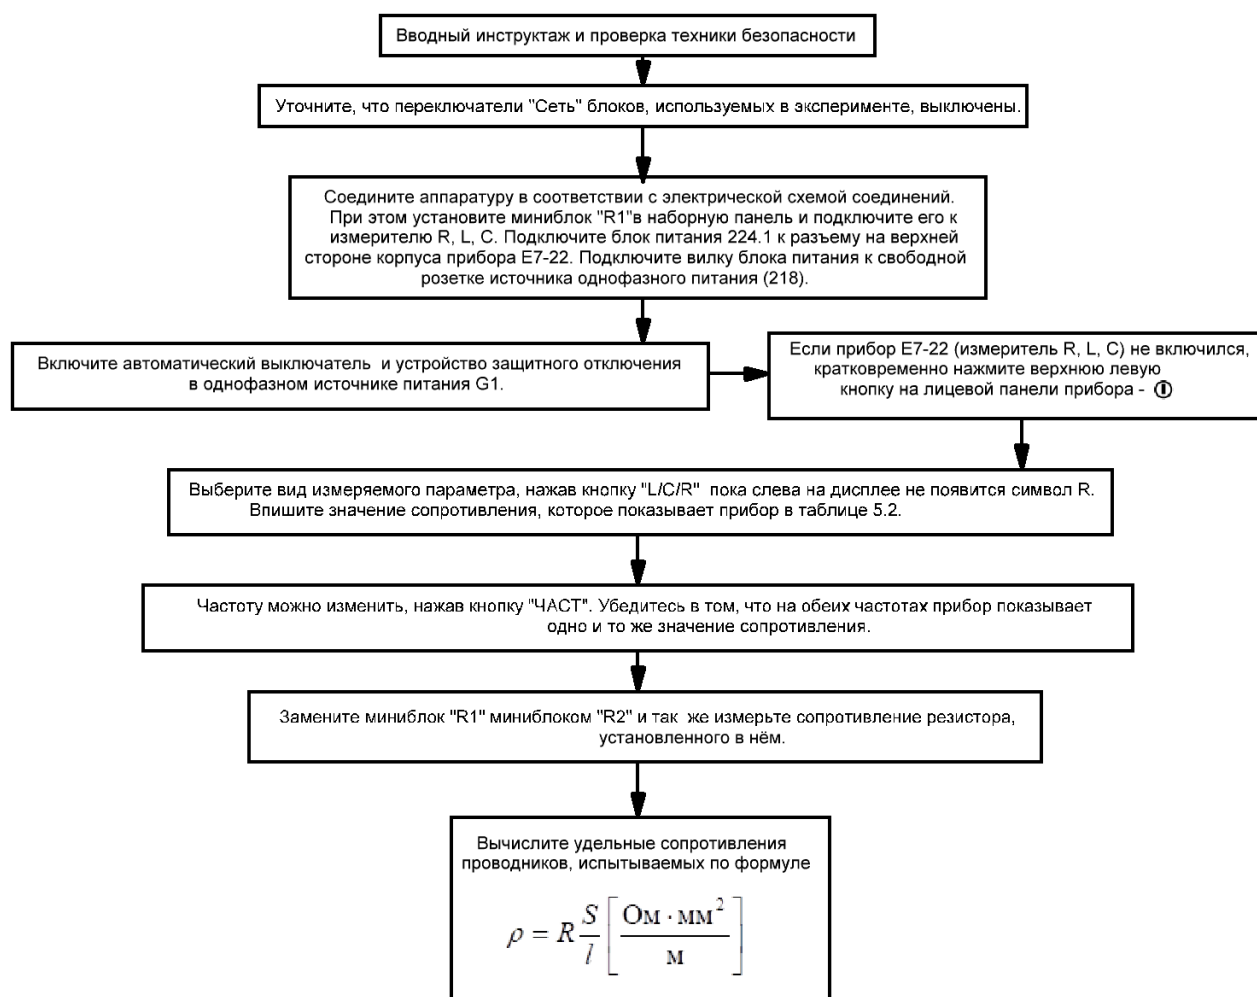 Вводный инструктаж и проверка техники безопасности
Уточните, что переключатели "Сеть" блоков, используемых в эксперименте, выключены.
Соедините аппаратуру в соответствии с электрической схемой соединений.
При этом установите миниблок "R1"в наборную панель и подключите его к
измерителю R, L, C. Подключите блок питания 224.1 к разъему на верхней
стороне корпуса прибора E7-22. Подключите вилку блока питания к свободной
розетке источника однофазного питания (218).
Включите автоматический выключатель и устройство защитного отключения
в однофазном источнике питания G1.
Если прибор E7-22 (измеритель R, L, C) не включился,
кратковременно нажмите верхнюю левую
кнопку на лицевой панели прибора -
Выберите вид измеряемого параметра, нажав кнопку "L/C/R" пока слева на дисплее не появится символ R.
Впишите значение сопротивления, которое показывает прибор в таблице 5.2.
Частоту можно изменить, нажав кнопку "ЧАСТ". Убедитесь в том, что на обеих частотах прибор показывает
одно и то же значение сопротивления.
Замените миниблок "R1" миниблоком "R2" и так же измерьте сопротивление резистора,
установленного в нём.
Вычислите удельные сопротивления
проводников, испытываемых по формуле
ρ = R S/l [Ом · мм²/м]